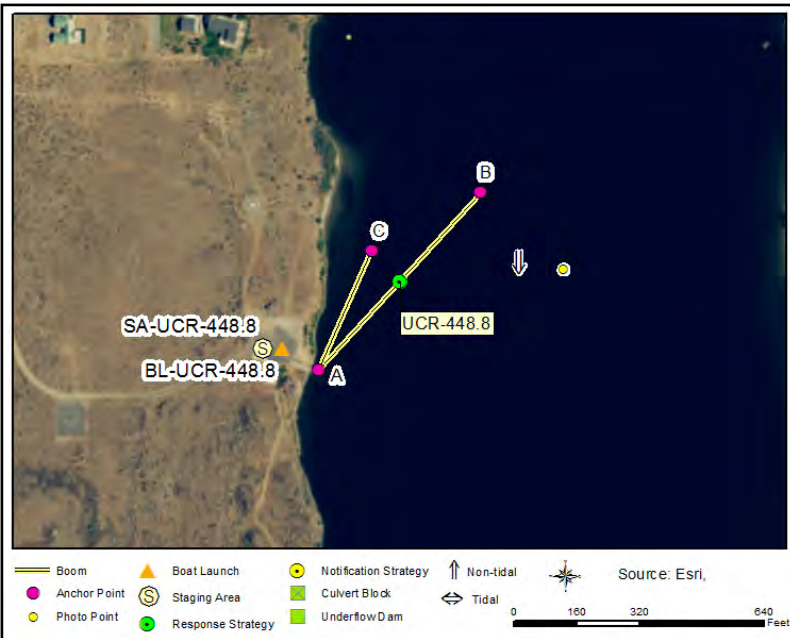 B
C
SA-UCR-448.8
UCR-448.8
S
BL-UCR-448.8
A
Boom
Boat Launch
Notification Strategy
Non-tidal
Source: Esri,
Anchor Point
S
Staging Area
Culvert Block
Tidal
Photo Point
Response Strategy
Underflow Dam
0 160 320 640
Feet